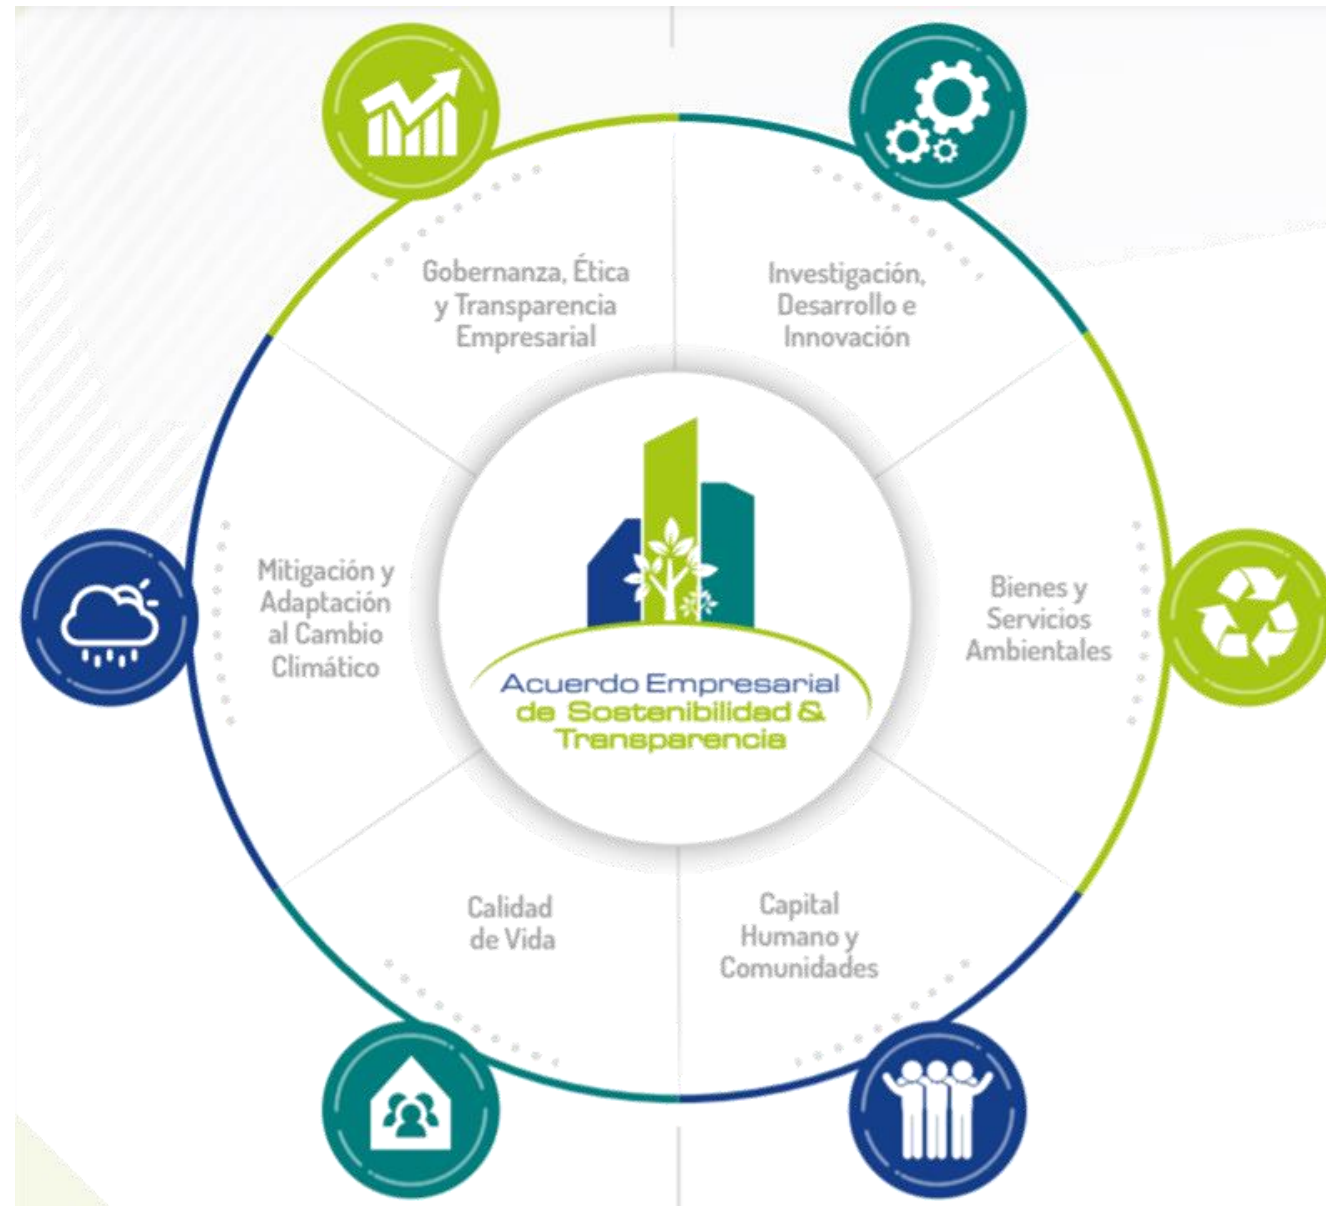 Gobernanza, Ética
y Transparencia
Empresarial
Investigación,
Desarrollo e
Innovación
Mitigación y
Adaptación
al Cambio
Climático
Bienes y
Servicios
Ambientales
Acuerdo Empresarial
de Sostenibilidad &
Transparencia
Calidad
de Vida
Capital
Humano y
Comunidades